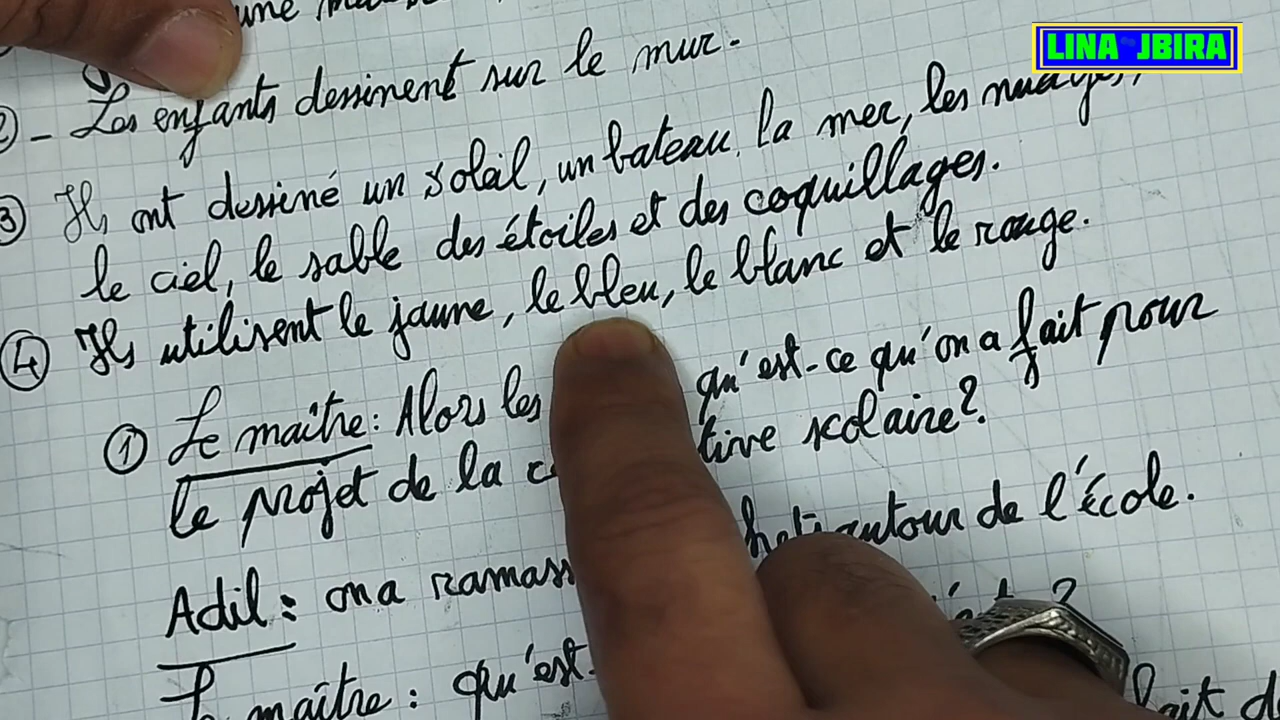 LINA JBIRA
une
2) - Les enfants dessinent sur le mur.
3 Ils ont dessiné un soleil, un bateau, la mer, les nuages,
le ciel, le sable des étoiles et des coquillages.
4 Ils utilisent le jaune, le bleu, le blanc et le rouge.
1 Le maître : Alors les qu'est-ce qu'on a fait pour
le projet de la scolaire?
Adil : on a autour de l'école.
Le maître : qu'est-